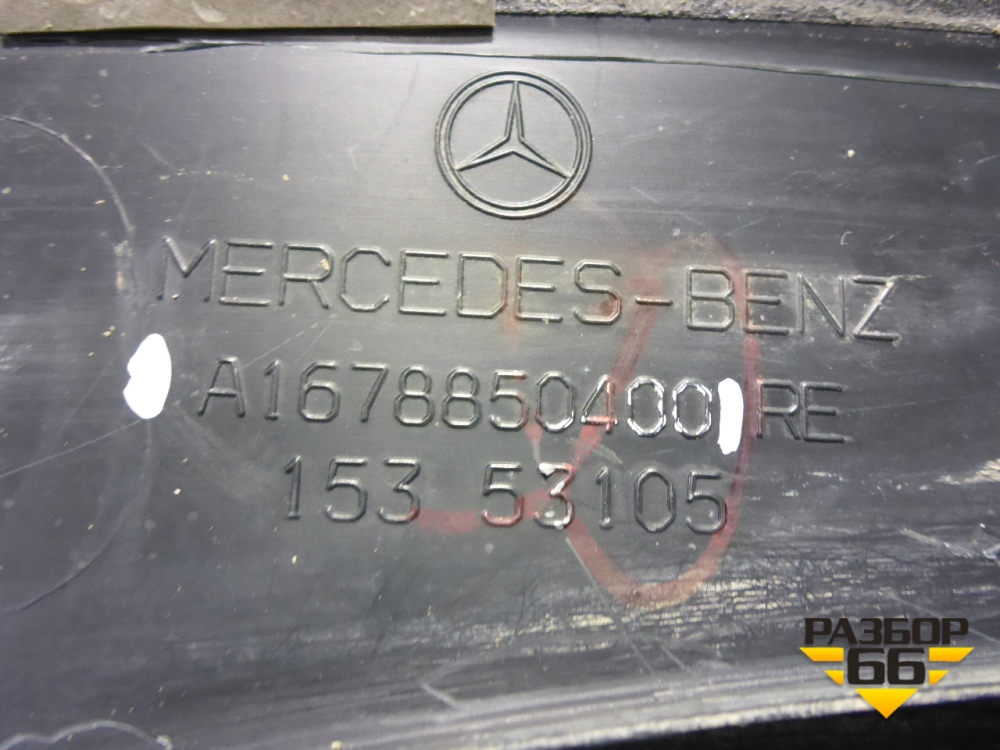 MERCEDES-BENZ
A1678850400 RE
153 53105
РАЗБОР
66